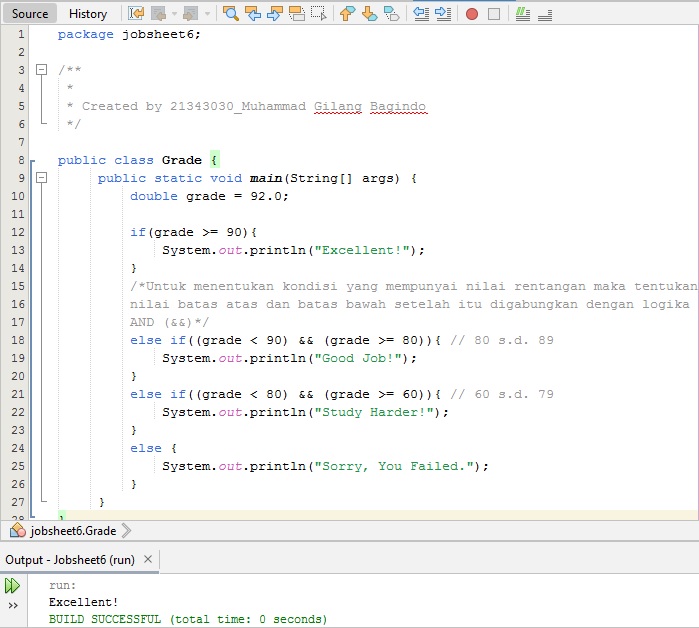 Source History
1 package jobsheet6;
2
3 /**
4 *
5 * Created by 21343030_Muhammad Gilang Bagindo
6 */
7
8 public class Grade {
9 public static void main(String[] args) {
10 double grade = 92.0;
11
12 if(grade >= 90){
13 System.out.println("Excellent!");
14 }
15 /*Untuk menentukan kondisi yang mempunyai nilai rentangan maka tentukan
16 nilai batas atas dan batas bawah setelah itu digabungkan dengan logika
17 AND (&&)*/
18 else if((grade < 90) && (grade >= 80)){ // 80 s.d. 89
19 System.out.println("Good Job!");
20 }
21 else if((grade < 80) && (grade >= 60)){ // 60 s.d. 79
22 System.out.println("Study Harder!");
23 }
24 else {
25 System.out.println("Sorry, You Failed.");
26 }
27 }
28 }
jobsheet6.Grade
Output - Jobsheet6 (run) ×
run:
Excellent!
BUILD SUCCESSFUL (total time: 0 seconds)